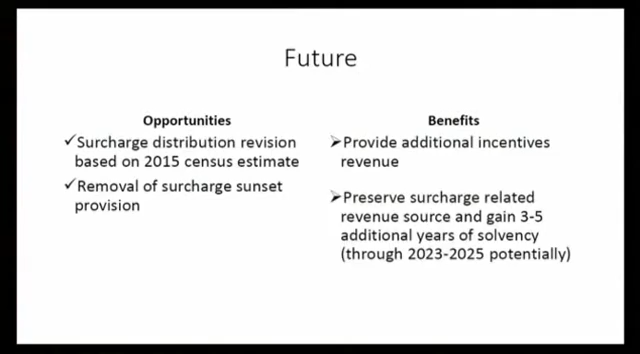 Future
Opportunities
✓Surcharge distribution revision
based on 2015 census estimate
✓Removal of surcharge sunset
provision
Benefits
➢Provide additional incentives
revenue
➢Preserve surcharge related
revenue source and gain 3-5
additional years of solvency
(through 2023-2025 potentially)